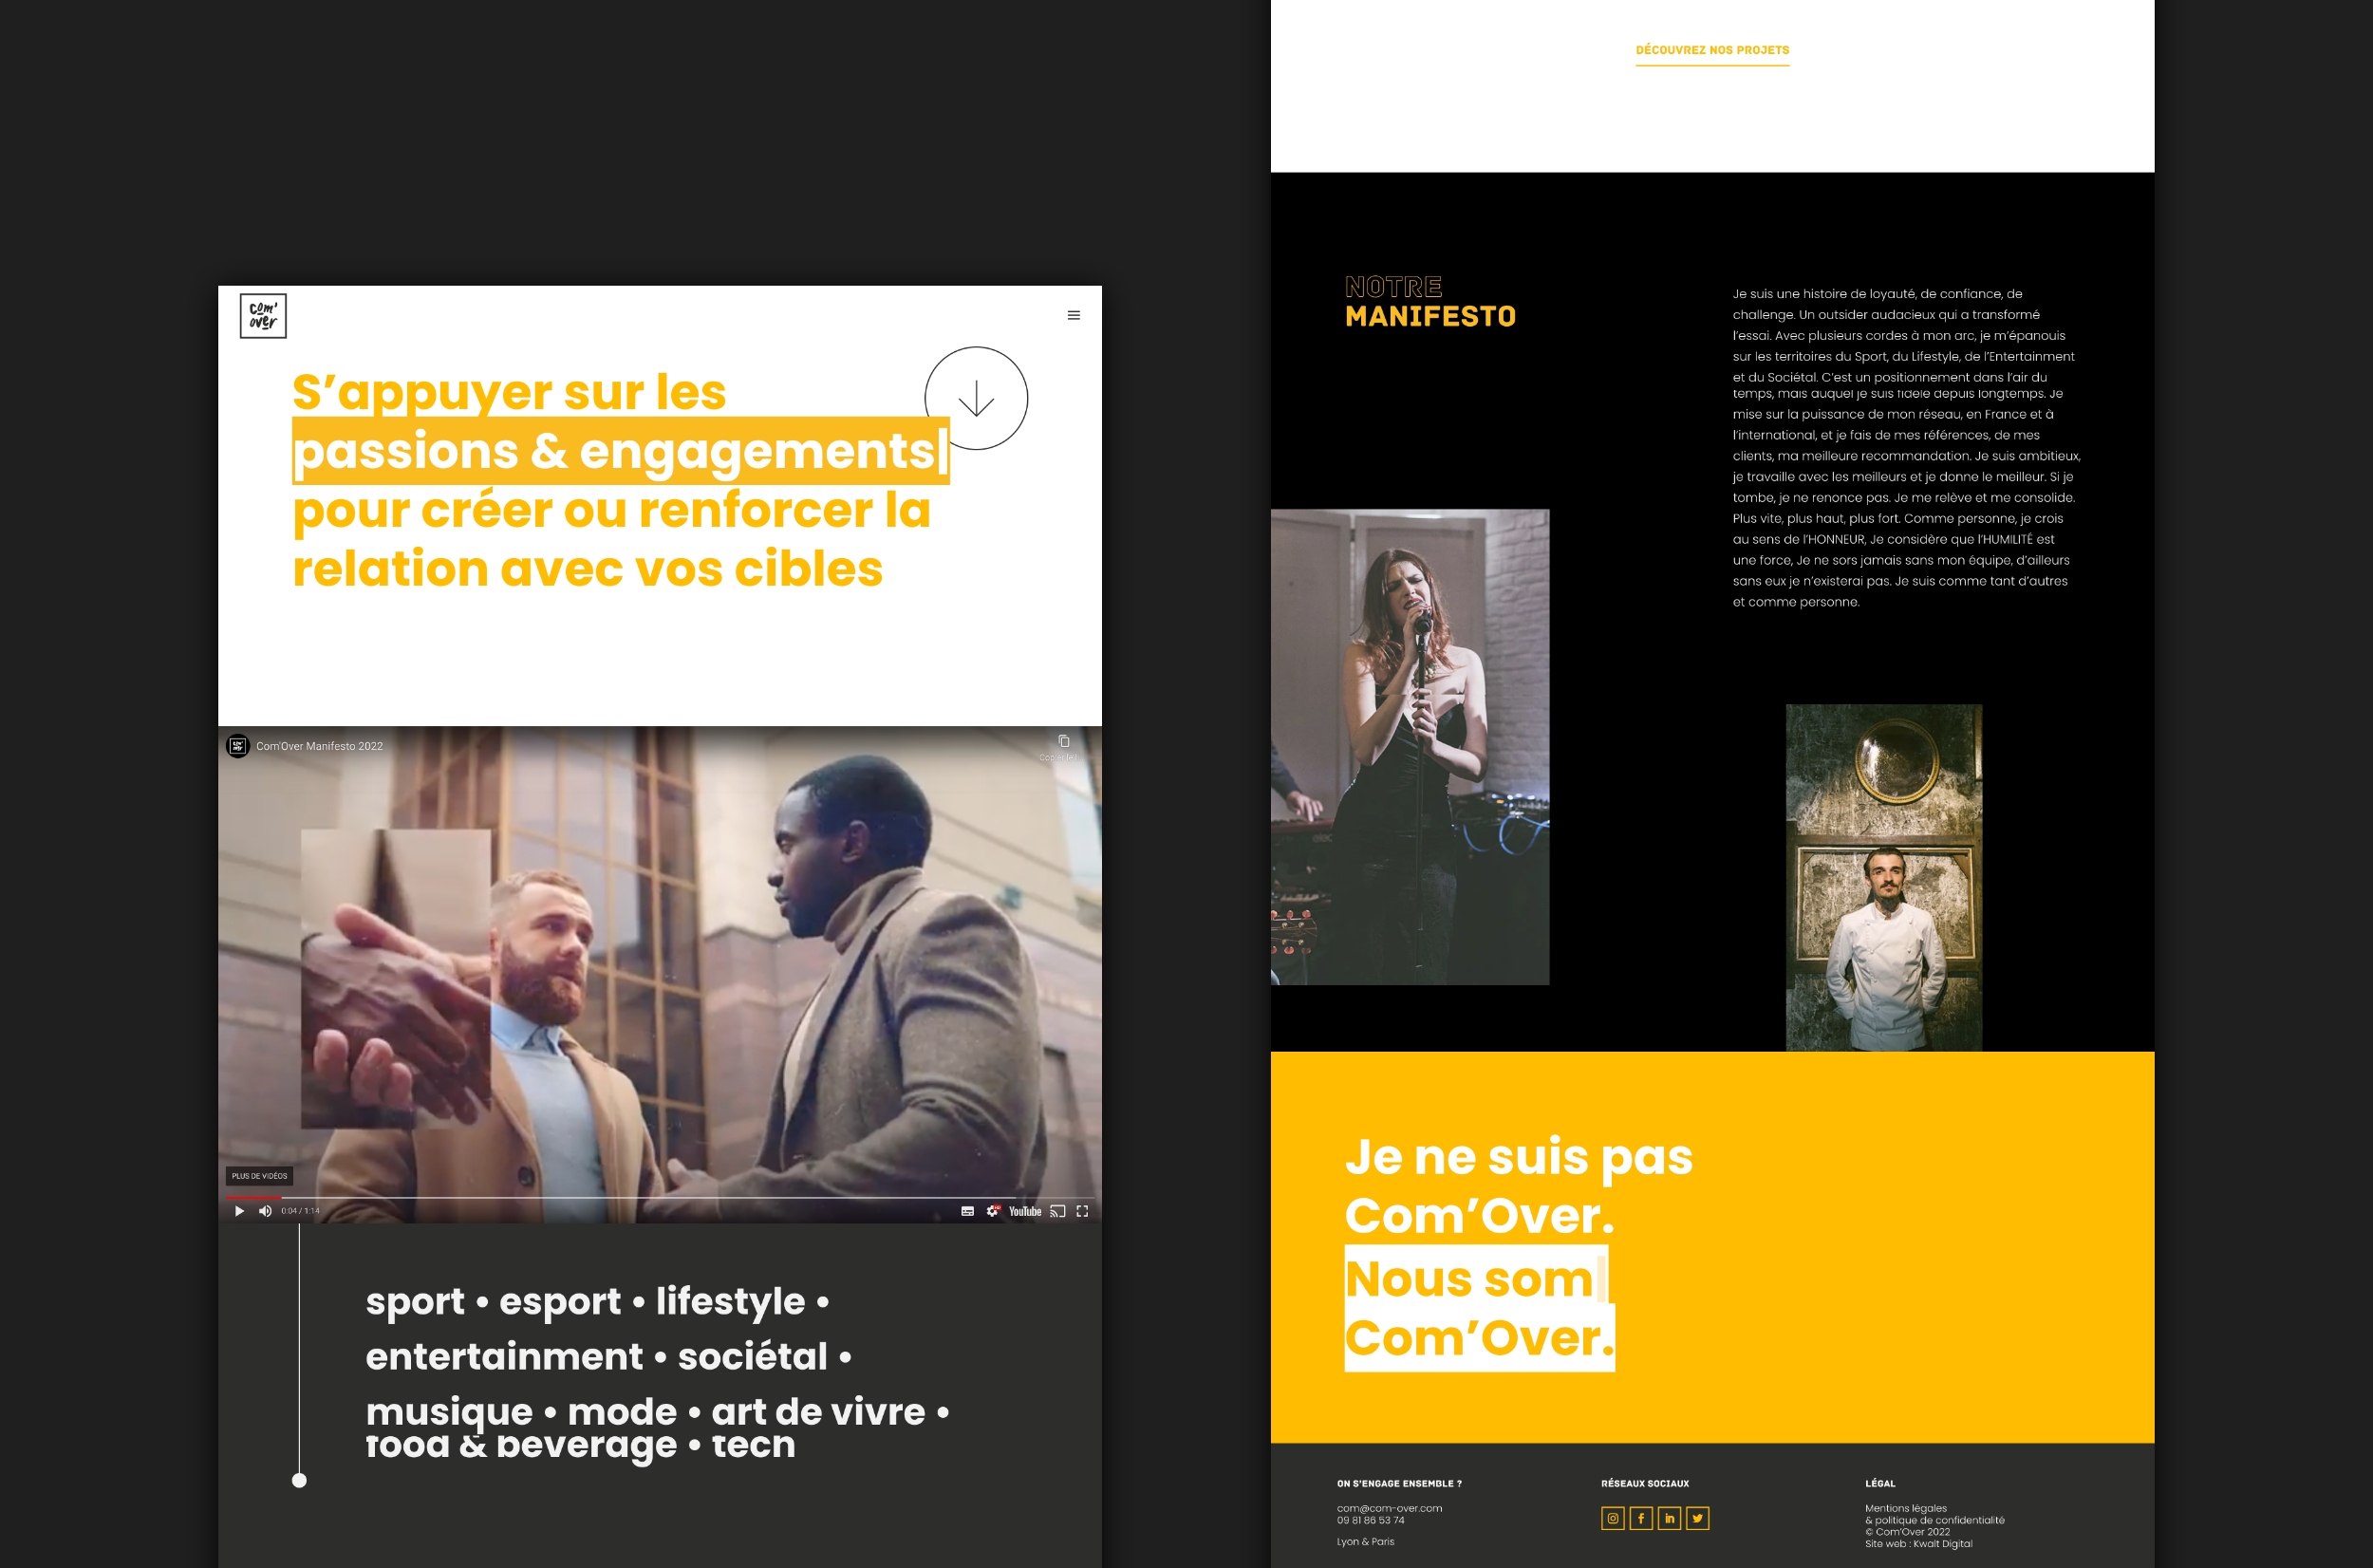 com'
over
S'appuyer sur les
passions & engagements|
pour créer ou renforcer la
relation avec vos cibles
Com'Over Manifesto 2022
PLUS DE VIDÉOS
0:04 / 1:14
YouTube
sport • esport • lifestyle •
entertainment • sociétal •
musique • mode • art de vivre •
food & beverage • tech
DÉCOUVREZ NOS PROJETS
NOTRE
MANIFESTO
Je suis une histoire de loyauté, de confiance, de
challenge. Un outsider audacieux qui a transformé
l'essai. Avec plusieurs cordes à mon arc, je m'épanouis
sur les territoires du Sport, du Lifestyle, de l'Entertainment
et du Sociétal. C'est un positionnement dans l'air du
temps, mais auquel je suis fidèle depuis longtemps. Je
mise sur la puissance de mon réseau, en France et à
l'international, et je fais de mes références, de mes
clients, ma meilleure recommandation. Je suis ambitieux,
je travaille avec les meilleurs et je donne le meilleur. Si je
tombe, je ne renonce pas. Je me relève et me consolide.
Plus vite, plus haut, plus fort. Comme personne, je crois
au sens de l'HONNEUR, Je considère que l'HUMILITÉ est
une force, Je ne sors jamais sans mon équipe, d'ailleurs
sans eux je n'existerai pas. Je suis comme tant d'autres
et comme personne.
Je ne suis pas
Com'Over.
Nous som
Com'Over.
ON S'ENGAGE ENSEMBLE ?
com@com-over.com
09 81 86 53 74
Lyon & Paris
RÉSEAUX SOCIAUX
LÉGAL
Mentions légales
& politique de confidentialité
© Com'Over 2022
Site web : Kwalt Digital